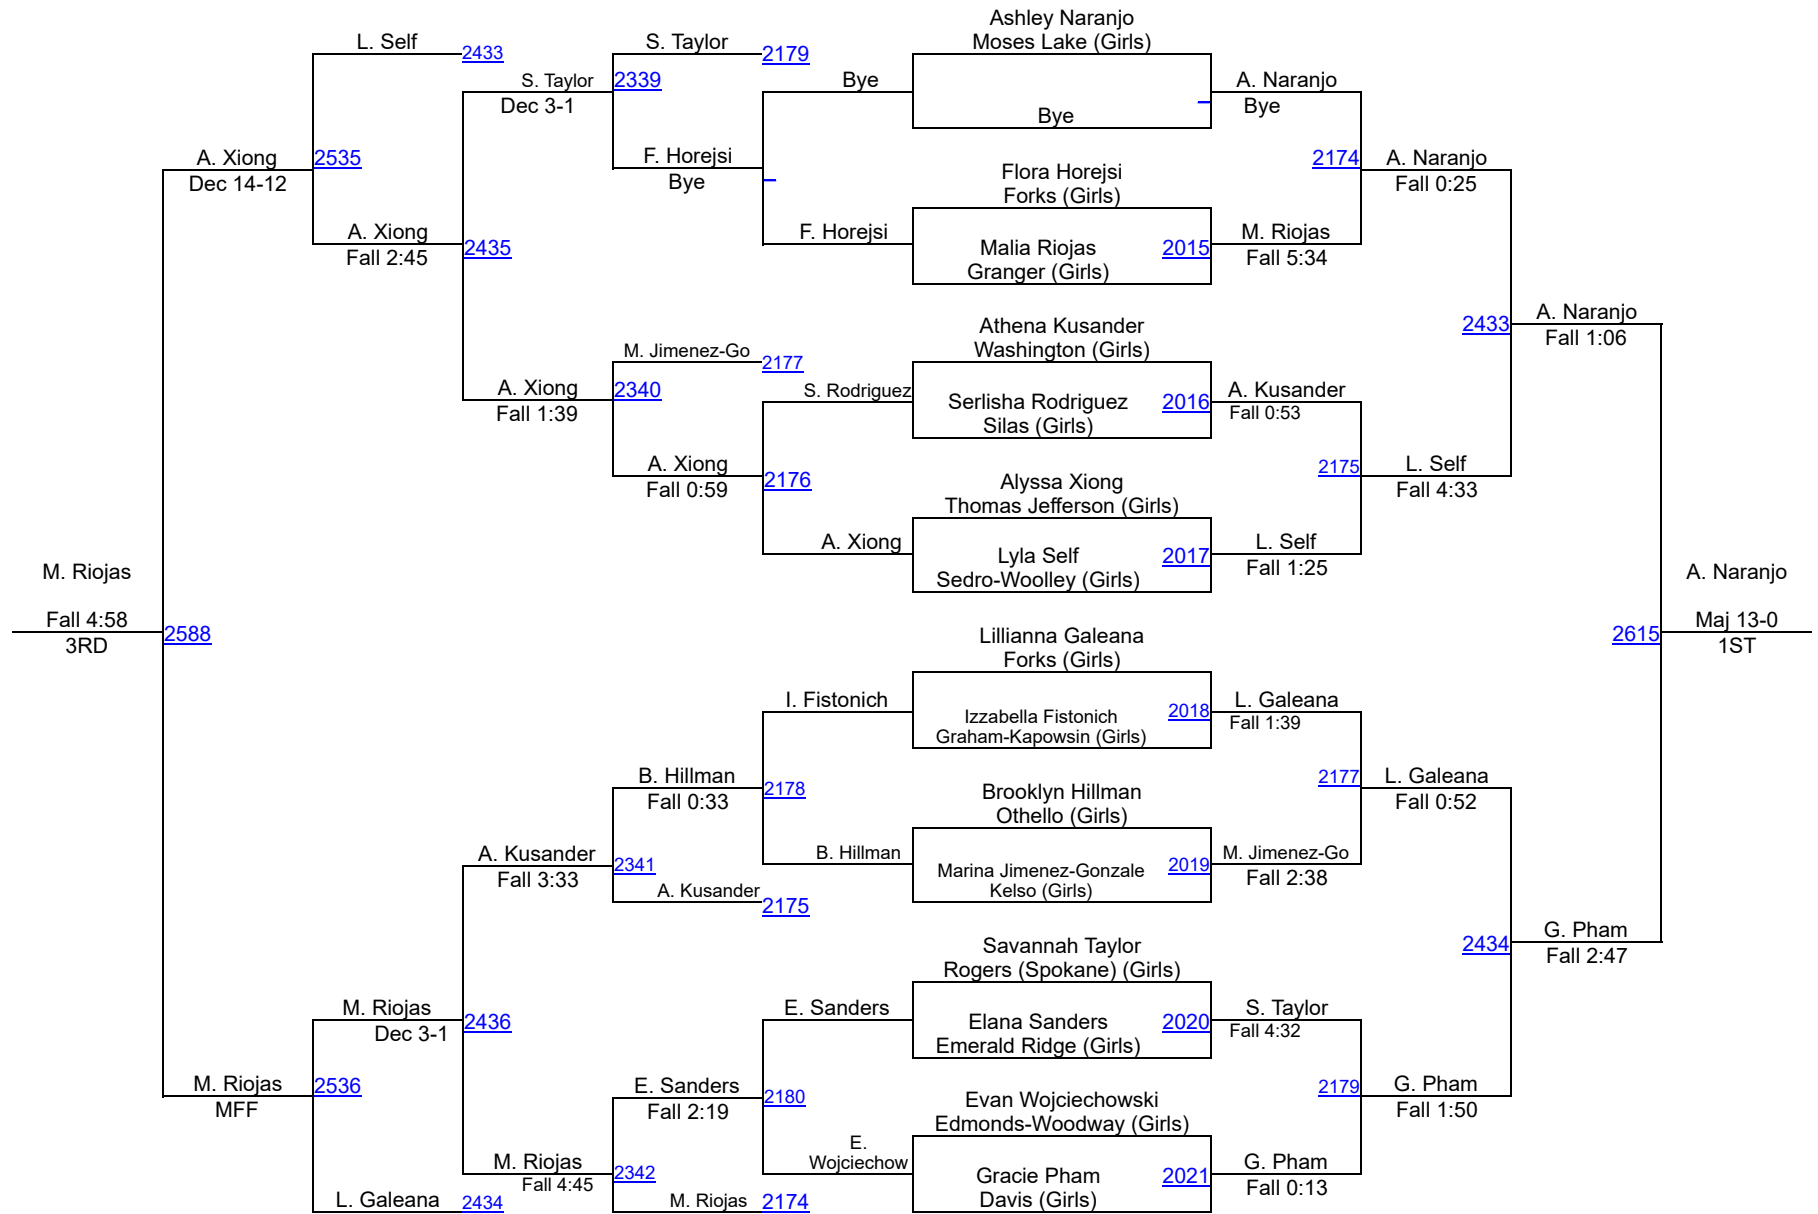 Ashley Naranjo
Moses Lake (Girls)
L. Self
2433
S. Taylor
2179
S. Taylor
2339
Dec 3-1
Bye
A. Naranjo
Bye
Bye
A. Xiong
2535
Dec 14-12
F. Horejsi
Bye
Flora Horejsi
Forks (Girls)
2174
A. Naranjo
Fall 0:25
A. Xiong
2435
Fall 2:45
F. Horejsi
Malia Riojas
2015
Granger (Girls)
M. Riojas
Fall 5:34
Athena Kusander
Washington (Girls)
2433
A. Naranjo
Fall 1:06
M. Jimenez-Go
2177
A. Xiong
2340
Fall 1:39
S. Rodriguez
Serlisha Rodriguez
2016
Silas (Girls)
A. Kusander
Fall 0:53
A. Xiong
2176
Fall 0:59
Alyssa Xiong
Thomas Jefferson (Girls)
2175
L. Self
Fall 4:33
A. Xiong
Lyla Self
2017
Sedro-Woolley (Girls)
L. Self
Fall 1:25
M. Riojas
Fall 4:58
3RD
2588
A. Naranjo
2615
Maj 13-0
1ST
Lillianna Galeana
Forks (Girls)
I. Fistonich
Izzabella Fistonich
2018
Graham-Kapowsin (Girls)
L. Galeana
Fall 1:39
B. Hillman
2178
Fall 0:33
Brooklyn Hillman
Othello (Girls)
2177
L. Galeana
Fall 0:52
A. Kusander
2341
Fall 3:33
B. Hillman
Marina Jimenez-Gonzale
2019
Kelso (Girls)
M. Jimenez-Go
Fall 2:38
A. Kusander
2175
Savannah Taylor
Rogers (Spokane) (Girls)
2434
G. Pham
Fall 2:47
M. Riojas
2436
Dec 3-1
E. Sanders
Elana Sanders
2020
Emerald Ridge (Girls)
S. Taylor
Fall 4:32
M. Riojas
2536
MFF
E. Sanders
2180
Fall 2:19
Evan Wojciechowski
Edmonds-Woodway (Girls)
2179
G. Pham
Fall 1:50
M. Riojas
2342
Fall 4:45
E.
Wojciechow
Gracie Pham
2021
Davis (Girls)
G. Pham
Fall 0:13
L. Galeana
2434
M. Riojas
2174